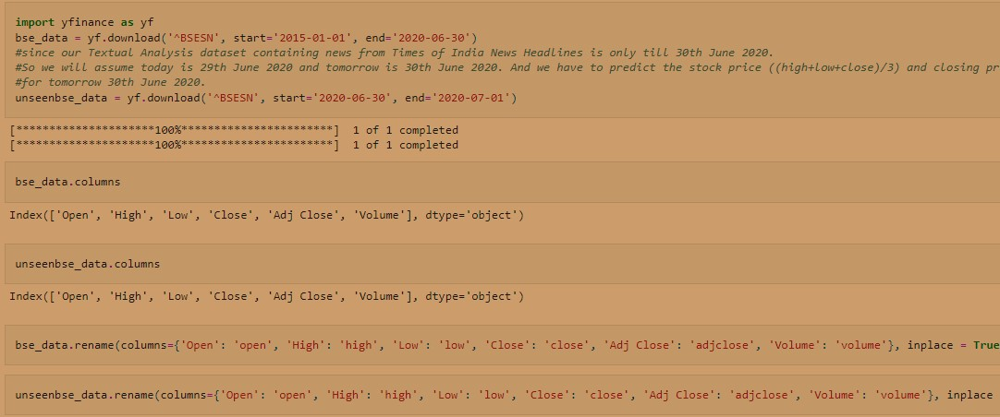 import yfinance as yf
bse_data = yf.download('^BSESN', start='2015-01-01', end='2020-06-30')
#since our Textual Analysis dataset containing news from Times of India News Headlines is only till 30th June 2020.
#So we will assume today is 29th June 2020 and tomorrow is 30th June 2020. And we have to predict the stock price ((high+low+close)/3) and closing pr
#for tomorrow 30th June 2020.
unseenbse_data = yf.download('^BSESN', start='2020-06-30', end='2020-07-01')
[*********************100%***********************]  1 of 1 completed
[*********************100%***********************]  1 of 1 completed
bse_data.columns
Index(['Open', 'High', 'Low', 'Close', 'Adj Close', 'Volume'], dtype='object')
unseenbse_data.columns
Index(['Open', 'High', 'Low', 'Close', 'Adj Close', 'Volume'], dtype='object')
bse_data.rename(columns={'Open': 'open', 'High': 'high', 'Low': 'low', 'Close': 'close', 'Adj Close': 'adjclose', 'Volume': 'volume'}, inplace = True
unseenbse_data.rename(columns={'Open': 'open', 'High': 'high', 'Low': 'low', 'Close': 'close', 'Adj Close': 'adjclose', 'Volume': 'volume'}, inplace